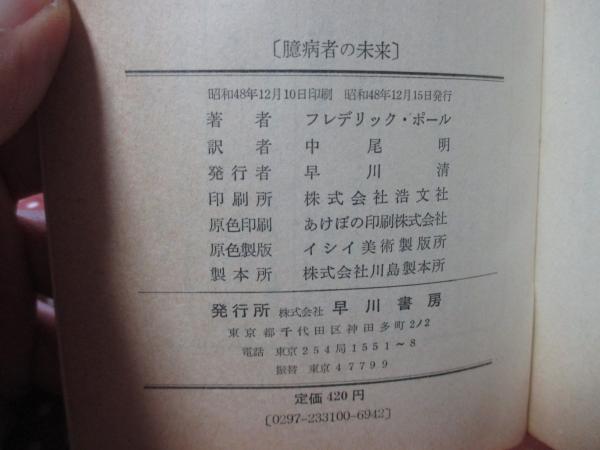 〔臆病者の未来〕
昭和48年12月10日印刷 昭和48年12月15日発行
著者 フレデリック・ポール
訳者 中尾明
発行者 早川清
印刷所 株式会社浩文社
原色印刷 あけぼの印刷株式会社
原色製版 イシイ美術製版所
製本所 株式会社川島製本所
発行所 株式会社 早川書房
東京都千代田区神田多町2ノ2
電話 東京254局1551〜8
振替 東京47799
定価420円
〔0297-233100-6942〕